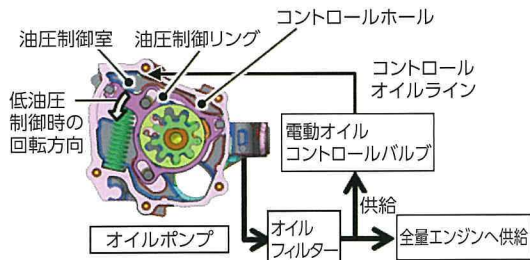 コントロールホール
油圧制御室
油圧制御リング
低油圧
制御時の
回転方向
コントロール
オイルライン
電動オイル
コントロールバルブ
供給
オイルポンプ
オイル
フィルター
全量エンジンへ供給